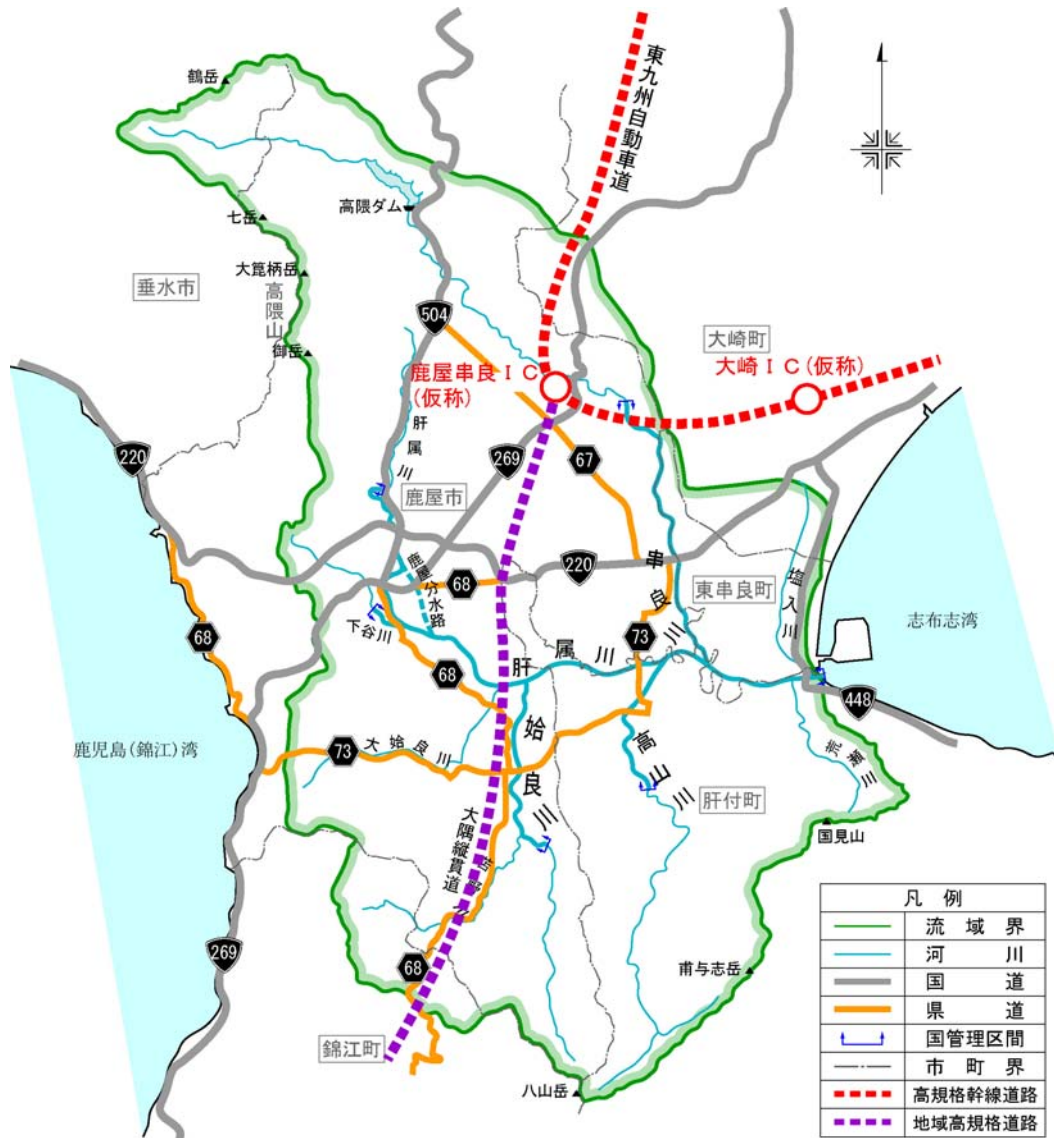 鶴岳
東九州自動車道
高隈ダム
七岳
大箆柄岳
垂水市
高隈山
504
大崎町
御岳
鹿屋串良IC
(仮称)
大崎IC(仮称)
肝属川
220
269
67
鹿屋市
鹿屋分水路
68
220
串良川
東串良町
塩入川
志布志湾
下谷川
68
73
68
肝属川
448
鹿児島(錦江)湾
73
大姶良川
姶良川
高山川
荒瀬川
肝付町
国見山
大隅縦貫道
269
68
甫与志岳
錦江町
八山岳
凡例
流域界
河川
国道
県道
国管理区間
市町界
高規格幹線道路
地域高規格道路